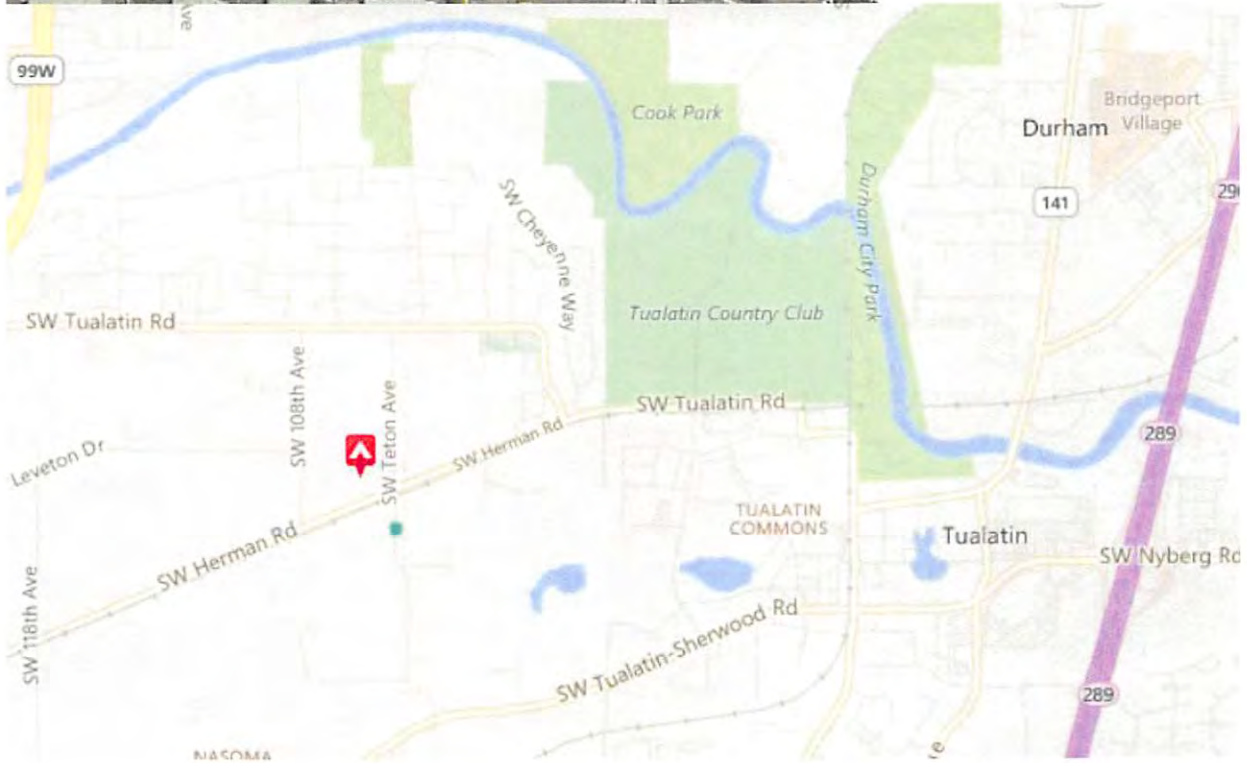 Ave
99W
Cook Park
Bridgeport
Village
Durham
SW Cheyenne Way
Durham City Park
141
29
SW Tualatin Rd
Tualatin Country Club
SW 108th Ave
SW Teton Ave
SW Tualatin Rd
SW Herman Rd
Leveton Dr
289
TUALATIN
COMMONS
Tualatin
SW Herman Rd
SW Nyberg Rd
SW 118th Ave
SW Tualatin-Sherwood Rd
289
NASOMA